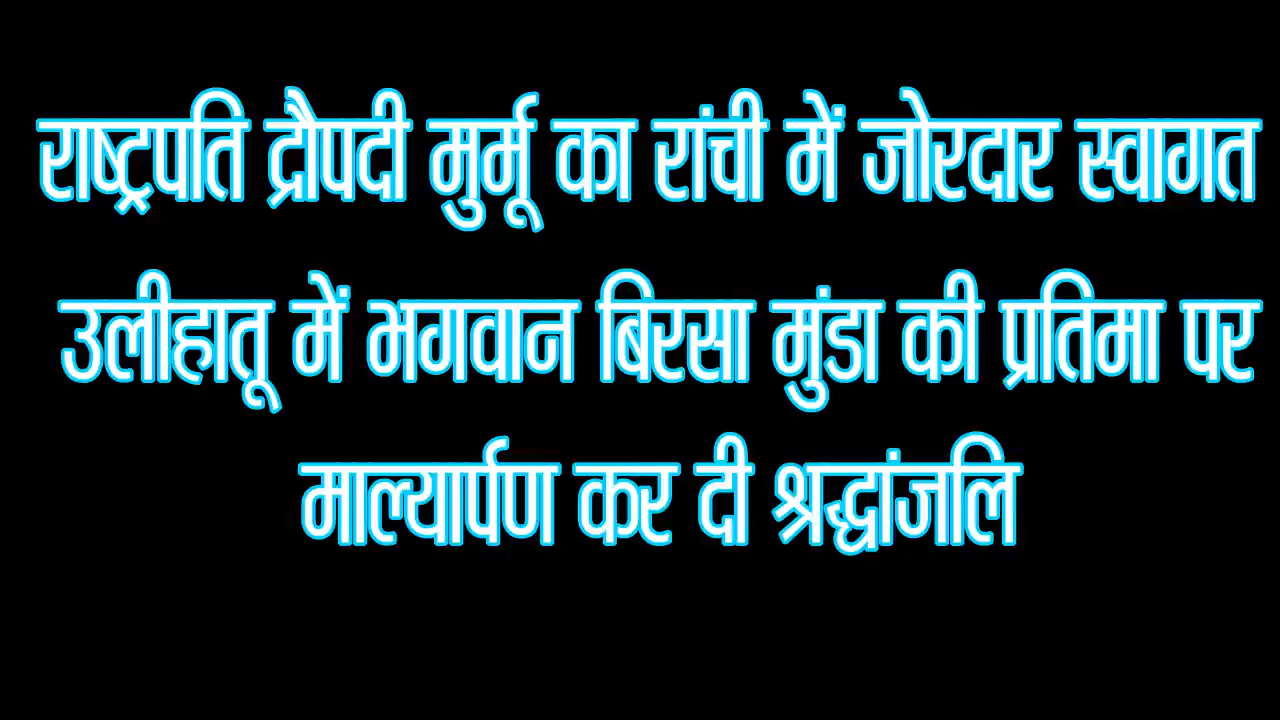 राष्ट्रपति द्रौपदी मुर्मू का रांची में जोरदार स्वागत
उलीहातू में भगवान बिरसा मुंडा की प्रतिमा पर
माल्यार्पण कर दी श्रद्धांजलि